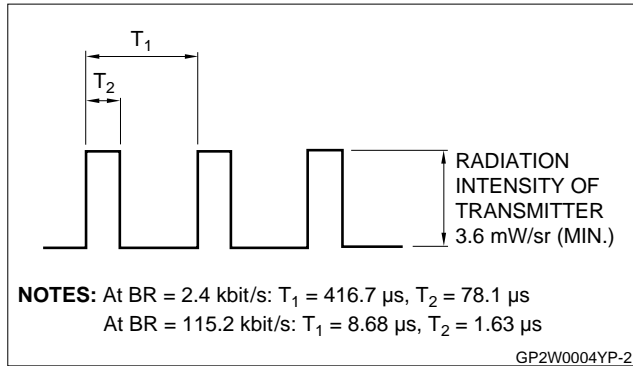 T1
T2
RADIATION
INTENSITY OF
TRANSMITTER
3.6 mW/sr (MIN.)
NOTES: At BR = 2.4 kbit/s: T1 = 416.7 µs, T2 = 78.1 µs
At BR = 115.2 kbit/s: T1 = 8.68 µs, T2 = 1.63 µs
GP2W0004YP-2